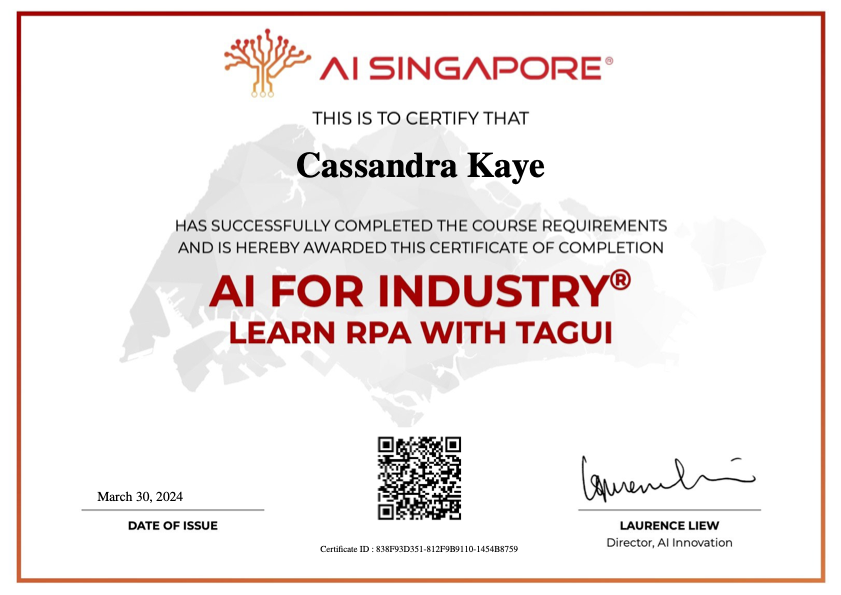 AI SINGAPORE®
THIS IS TO CERTIFY THAT
Cassandra Kaye
HAS SUCCESSFULLY COMPLETED THE COURSE REQUIREMENTS
AND IS HEREBY AWARDED THIS CERTIFICATE OF COMPLETION
AI FOR INDUSTRY®
LEARN RPA WITH TAGUI
March 30, 2024
DATE OF ISSUE
Certificate ID : 838F93D351-812F9B9110-1454B8759
Laurence Liew
LAURENCE LIEW
Director, AI Innovation